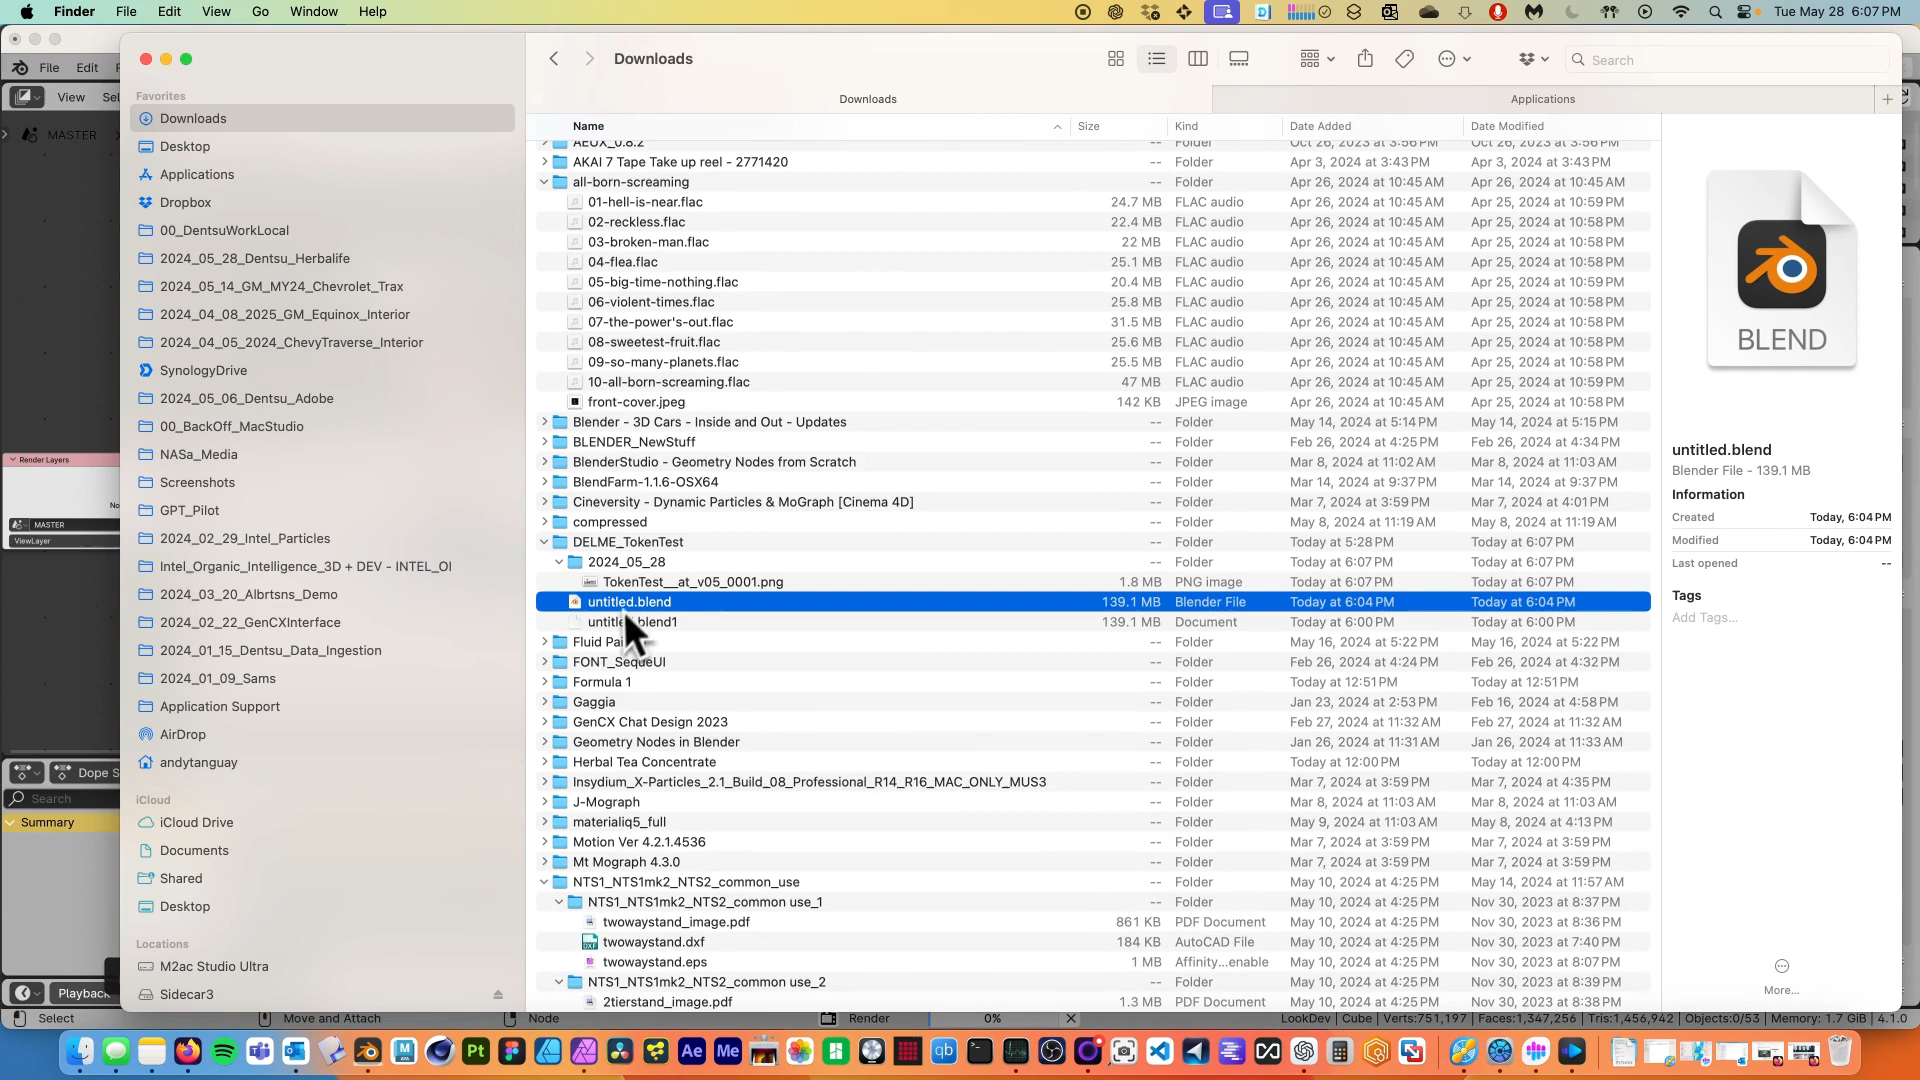 Finder File Edit View Go Window Help Tue May 28 6:07 PM
File Edit
View Sel
MASTER
Render Layers
No
MASTER
ViewLayer
Dope S
Search
Summary
Playback
Favorites
Downloads
Desktop
Applications
Dropbox
00_DentsuWorkLocal
2024_05_28_Dentsu_Herbalife
2024_05_14_GM_MY24_Chevrolet_Trax
2024_04_08_2025_GM_Equinox_Interior
2024_04_05_2024_ChevyTraverse_Interior
SynologyDrive
2024_05_06_Dentsu_Adobe
00_BackOff_MacStudio
NASa_Media
Screenshots
GPT_Pilot
2024_02_29_Intel_Particles
Intel_Organic_Intelligence_3D + DEV - INTEL_OI
2024_03_20_Albrtsns_Demo
2024_02_22_GenCXInterface
2024_01_15_Dentsu_Data_Ingestion
2024_01_09_Sams
Application Support
AirDrop
andytanguay
iCloud
iCloud Drive
Documents
Shared
Desktop
Locations
M2ac Studio Ultra
Sidecar3
Downloads
Search
Downloads Applications
Name Size Kind Date Added Date Modified
AEUX_0.8.2 -- Folder Oct 26, 2023 at 3:56 PM Oct 26, 2023 at 3:56 PM
AKAI 7 Tape Take up reel - 2771420 -- Folder Apr 3, 2024 at 3:43 PM Apr 3, 2024 at 3:43 PM
all-born-screaming -- Folder Apr 26, 2024 at 10:45 AM Apr 26, 2024 at 10:45 AM
01-hell-is-near.flac 24.7 MB FLAC audio Apr 26, 2024 at 10:45 AM Apr 25, 2024 at 10:59 PM
02-reckless.flac 22.4 MB FLAC audio Apr 26, 2024 at 10:45 AM Apr 25, 2024 at 10:58 PM
03-broken-man.flac 22 MB FLAC audio Apr 26, 2024 at 10:45 AM Apr 25, 2024 at 10:58 PM
04-flea.flac 25.1 MB FLAC audio Apr 26, 2024 at 10:45 AM Apr 25, 2024 at 10:58 PM
05-big-time-nothing.flac 20.4 MB FLAC audio Apr 26, 2024 at 10:45 AM Apr 25, 2024 at 10:59 PM
06-violent-times.flac 25.8 MB FLAC audio Apr 26, 2024 at 10:45 AM Apr 25, 2024 at 10:58 PM
07-the-power's-out.flac 31.5 MB FLAC audio Apr 26, 2024 at 10:45 AM Apr 25, 2024 at 10:58 PM
08-sweetest-fruit.flac 25.6 MB FLAC audio Apr 26, 2024 at 10:45 AM Apr 25, 2024 at 10:58 PM
09-so-many-planets.flac 25.5 MB FLAC audio Apr 26, 2024 at 10:45 AM Apr 25, 2024 at 10:58 PM
10-all-born-screaming.flac 47 MB FLAC audio Apr 26, 2024 at 10:45 AM Apr 25, 2024 at 10:59 PM
front-cover.jpeg 142 KB JPEG image Apr 26, 2024 at 10:45 AM Apr 25, 2024 at 10:58 PM
Blender - 3D Cars - Inside and Out - Updates -- Folder May 14, 2024 at 5:14 PM May 14, 2024 at 5:15 PM
BLENDER_NewStuff -- Folder Feb 26, 2024 at 4:25 PM Feb 26, 2024 at 4:34 PM
BlenderStudio - Geometry Nodes from Scratch -- Folder Mar 8, 2024 at 11:02 AM Mar 8, 2024 at 11:03 AM
BlendFarm-1.1.6-OSX64 -- Folder Mar 14, 2024 at 9:37 PM Mar 14, 2024 at 9:37 PM
Cineversity - Dynamic Particles & MoGraph [Cinema 4D] -- Folder Mar 7, 2024 at 3:59 PM Mar 7, 2024 at 4:01 PM
compressed -- Folder May 8, 2024 at 11:19 AM May 8, 2024 at 11:19 AM
DELME_TokenTest -- Folder Today at 5:28 PM Today at 6:07 PM
2024_05_28 -- Folder Today at 6:07 PM Today at 6:07 PM
TokenTest__at_v05_0001.png 1.8 MB PNG image Today at 6:07 PM Today at 6:07 PM
untitled.blend 139.1 MB Blender File Today at 6:04 PM Today at 6:04 PM
untitled.blend1 139.1 MB Document Today at 6:00 PM Today at 6:00 PM
Fluid Pai -- Folder May 16, 2024 at 5:22 PM May 16, 2024 at 5:22 PM
FONT_SequeUI -- Folder Feb 26, 2024 at 4:24 PM Feb 26, 2024 at 4:32 PM
Formula 1 -- Folder Today at 12:51 PM Today at 12:51 PM
Gaggia -- Folder Jan 23, 2024 at 2:53 PM Feb 16, 2024 at 4:58 PM
GenCX Chat Design 2023 -- Folder Feb 27, 2024 at 11:32 AM Feb 27, 2024 at 11:32 AM
Geometry Nodes in Blender -- Folder Jan 26, 2024 at 11:31 AM Jan 26, 2024 at 11:33 AM
Herbal Tea Concentrate -- Folder Today at 12:00 PM Today at 12:00 PM
Insydium_X-Particles_2.1_Build_08_Professional_R14_R16_MAC_ONLY_MUS3 -- Folder Mar 7, 2024 at 3:59 PM Mar 7, 2024 at 4:35 PM
J-Mograph -- Folder Mar 8, 2024 at 11:03 AM Mar 8, 2024 at 11:03 AM
materialiq5_full -- Folder May 9, 2024 at 11:03 AM May 8, 2024 at 4:13 PM
Motion Ver 4.2.1.4536 -- Folder Mar 7, 2024 at 3:59 PM Mar 7, 2024 at 3:59 PM
Mt Mograph 4.3.0 -- Folder Mar 7, 2024 at 3:59 PM Mar 7, 2024 at 3:59 PM
NTS1_NTS1mk2_NTS2_common_use -- Folder May 10, 2024 at 4:25 PM May 14, 2024 at 11:57 AM
NTS1_NTS1mk2_NTS2_common use_1 -- Folder May 10, 2024 at 4:25 PM Nov 30, 2023 at 8:37 PM
twowaystand_image.pdf 861 KB PDF Document May 10, 2024 at 4:25 PM Nov 30, 2023 at 8:36 PM
twowaystand.dxf 184 KB AutoCAD File May 10, 2024 at 4:25 PM Nov 30, 2023 at 7:40 PM
twowaystand.eps 1 MB Affinity...enable May 10, 2024 at 4:25 PM Nov 30, 2023 at 8:07 PM
NTS1_NTS1mk2_NTS2_common use_2 -- Folder May 10, 2024 at 4:25 PM Nov 30, 2023 at 8:39 PM
2tierstand_image.pdf 1.3 MB PDF Document May 10, 2024 at 4:25 PM Nov 30, 2023 at 8:38 PM
BLEND
untitled.blend
Blender File - 139.1 MB
Information
Created Today, 6:04 PM
Modified Today, 6:04 PM
Last opened --
Tags
Add Tags...
More...
Select Move and Attach Node Render 0% LookDev | Cube | Verts:751,197 | Faces:1,347,256 | Tris:1,456,942 | Objects:0/53 | Memory: 1.7 GiB | 4.1.0
Pt Ae Me qb